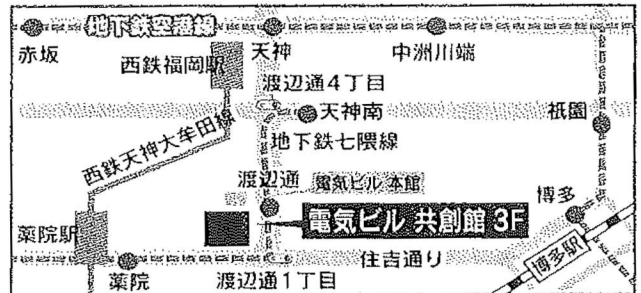 地下鉄空港線
赤坂
天神
中洲川端
西鉄福岡駅
渡辺通4丁目
天神南
祇園
地下鉄七隈線
西鉄天神大牟田線
渡辺通
電気ビル 本館
博多
電気ビル 共創館 3F
薬院駅
住吉通り
博多駅
薬院
渡辺通1丁目